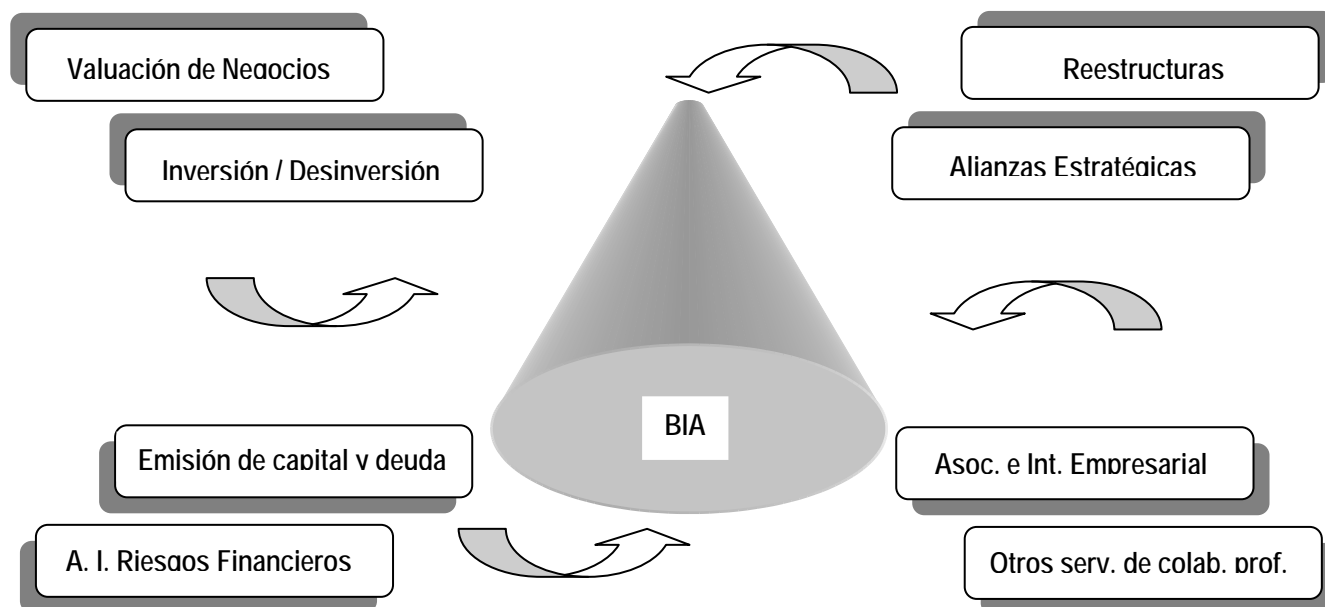 Valuación de Negocios
Reestructuras
Inversión / Desinversión
Alianzas Estratégicas
BIA
Emisión de capital y deuda
Asoc. e Int. Empresarial
A. I. Riesgos Financieros
Otros serv. de colab. prof.